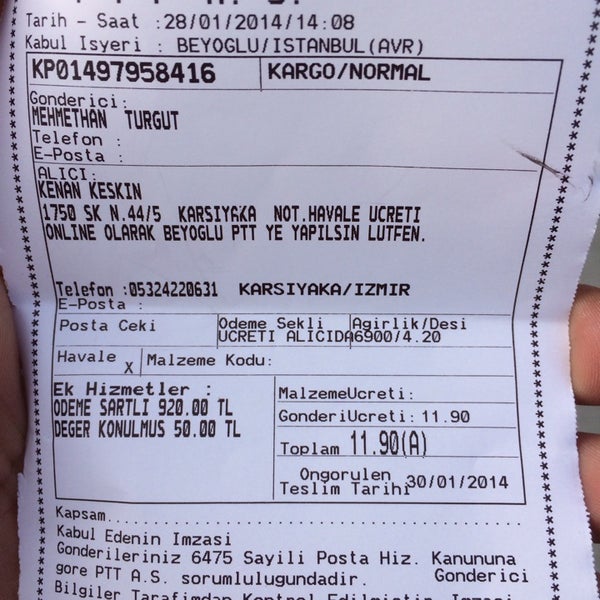 Tarih - Saat :28/01/2014/14:08
Kabul Isyeri : BEYOGLU/ISTANBUL(AVR)
KP01497958416 KARGO/NORMAL
Gonderici:
MEHMETHAN TURGUT
Telefon :
E-Posta :
ALICI:
KENAN KESKIN
1750 SK N.44/5 KARSIYAKA NOT.HAVALE UCRETI
ONLINE OLARAK BEYOGLU PTT YE YAPILSIN LUTFEN.
Telefon :05324220631 KARSIYAKA/IZMIR
E-Posta :
Posta Ceki Odeme Sekli Agirlik/Desi
UCRETI ALICIDA 6900/4.20
Havale X Malzeme Kodu:
Ek Hizmetler : MalzemeUcreti:
ODEME SARTLI 920.00 TL GonderiUcreti: 11.90
DEGER KONULMUS 50.00 TL
Toplam 11.90(A)
Ongorulen
Teslim Tarihi 30/01/2014
Kapsam..............................
Kabul Edenin Imzasi
Gonderileriniz 6475 Sayili Posta Hiz. Kanununa
gore PTT A.S. sorumlulugundadir. Gonderici
Bilgiler Tarafimdan Kontrol Edilmistir. Imzasi